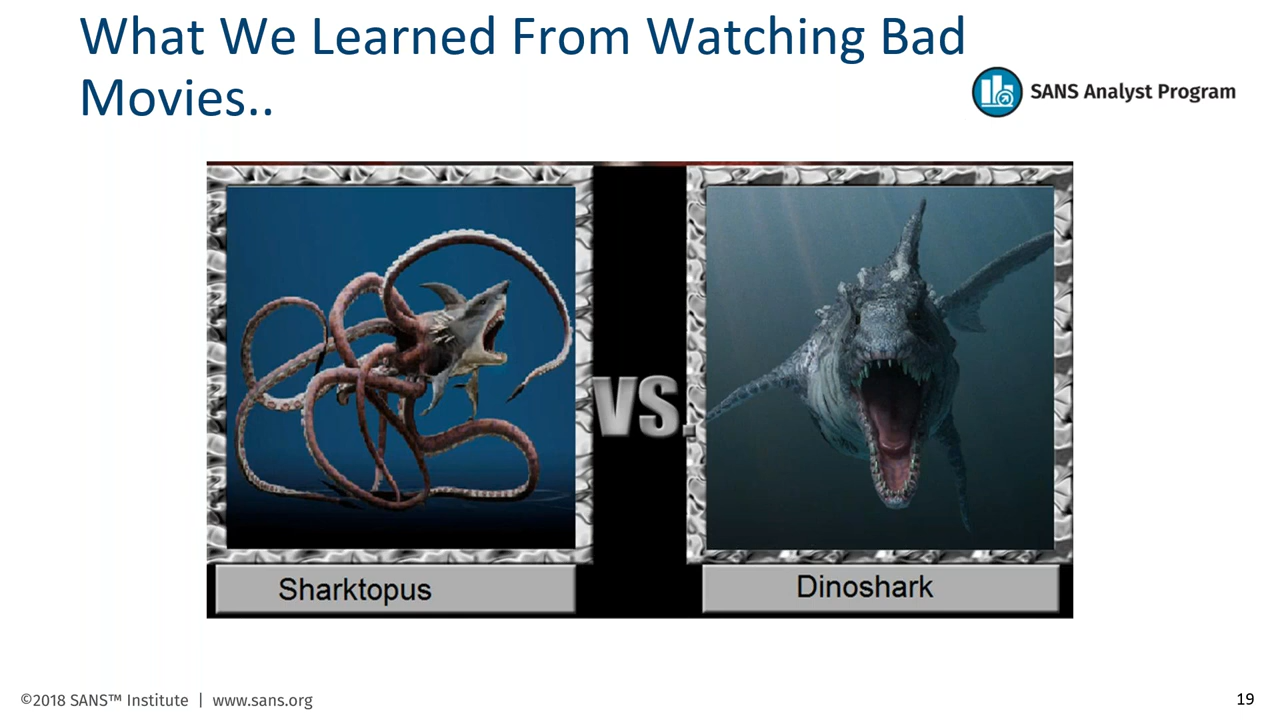 What We Learned From Watching Bad
Movies..
SANS Analyst Program
VS.
Sharktopus
Dinoshark
©2018 SANS™ Institute | www.sans.org
19